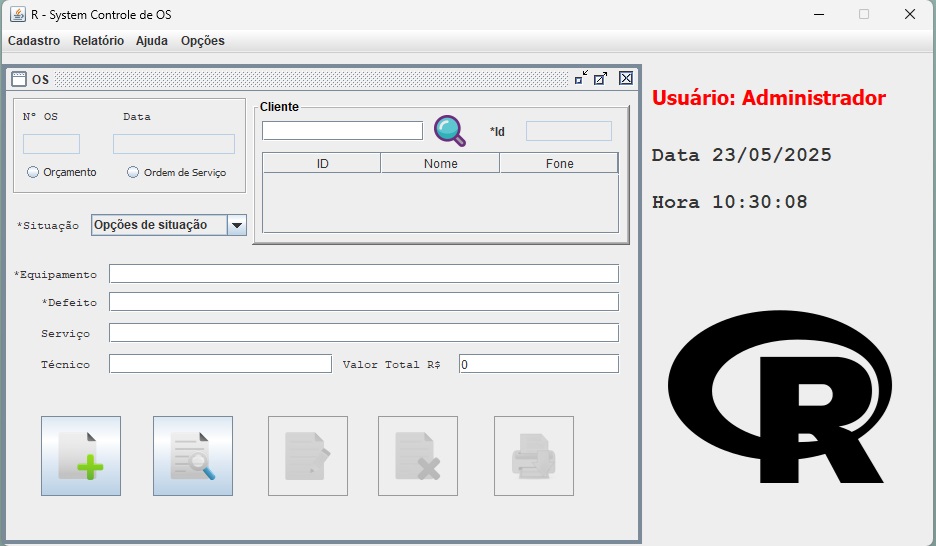 R - System Controle de OS
Cadastro Relatório Ajuda Opções
OS
Usuário: Administrador
Data 23/05/2025
Hora 10:30:08
Nº OS Data
Orçamento Ordem de Serviço
Cliente
*Id
ID Nome Fone
*Situação Opções de situação
*Equipamento
*Defeito
Serviço
Técnico Valor Total R$ 0
R